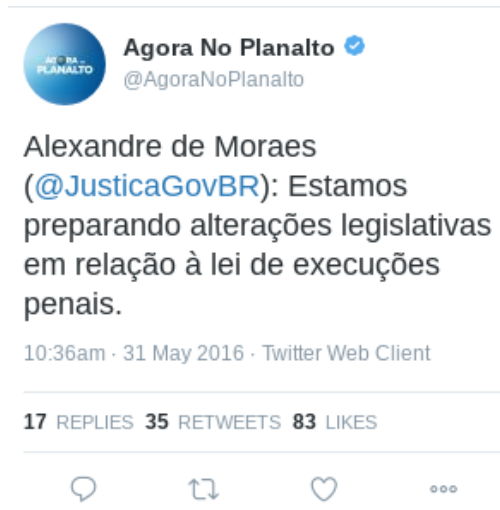 AGORA NO
PLANALTO
Agora No Planalto
@AgoraNoPlanalto
Alexandre de Moraes
(@JusticaGovBR): Estamos
preparando alterações legislativas
em relação à lei de execuções
penais.
10:36am · 31 May 2016 · Twitter Web Client
17 REPLIES 35 RETWEETS 83 LIKES